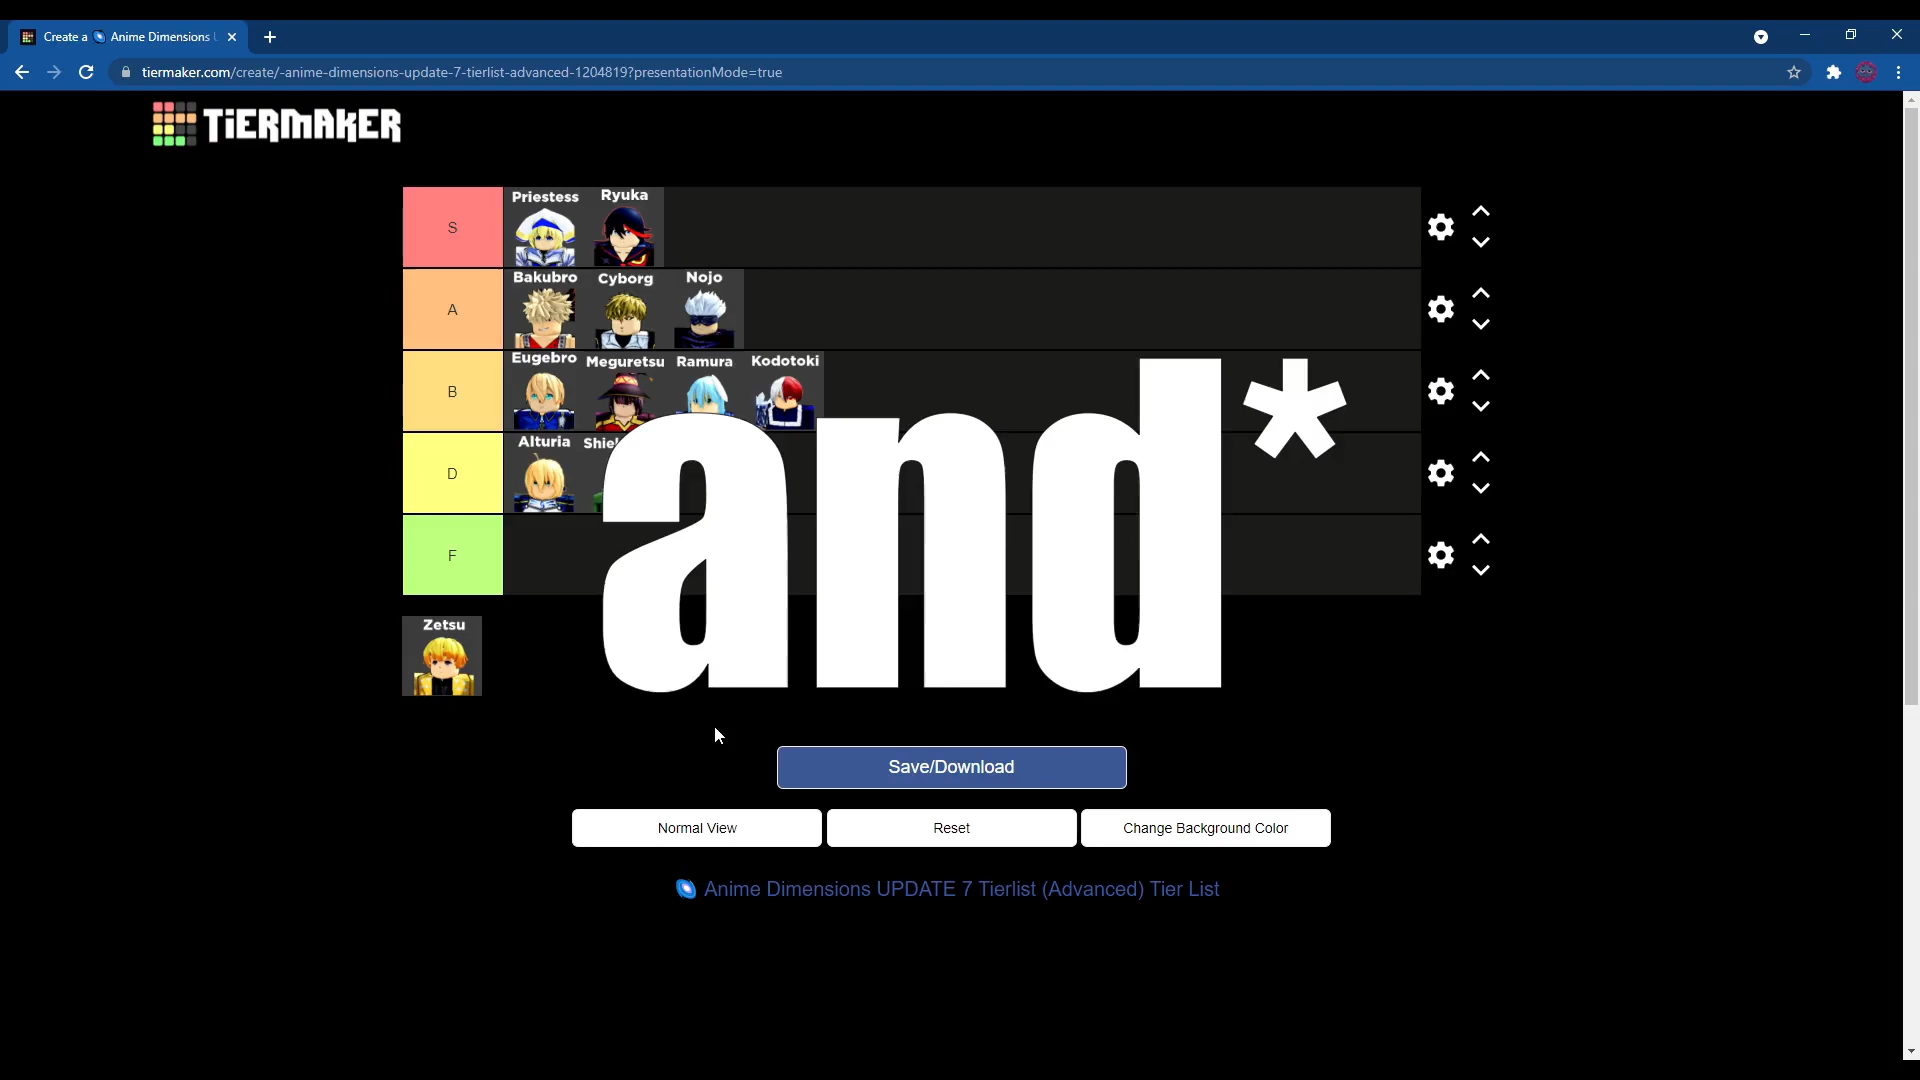 Create a Anime Dimensions
tiermaker.com/create/-anime-dimensions-update-7-tierlist-advanced-1204819?presentationMode=true
TiERMAKER
S Priestess Ryuka
A Bakubro Cyborg Nojo
B Eugebro Meguretsu Ramura Kodotoki
D Alturia
F
and*
Zetsu
Save/Download
Normal View Reset Change Background Color
Anime Dimensions UPDATE 7 Tierlist (Advanced) Tier List